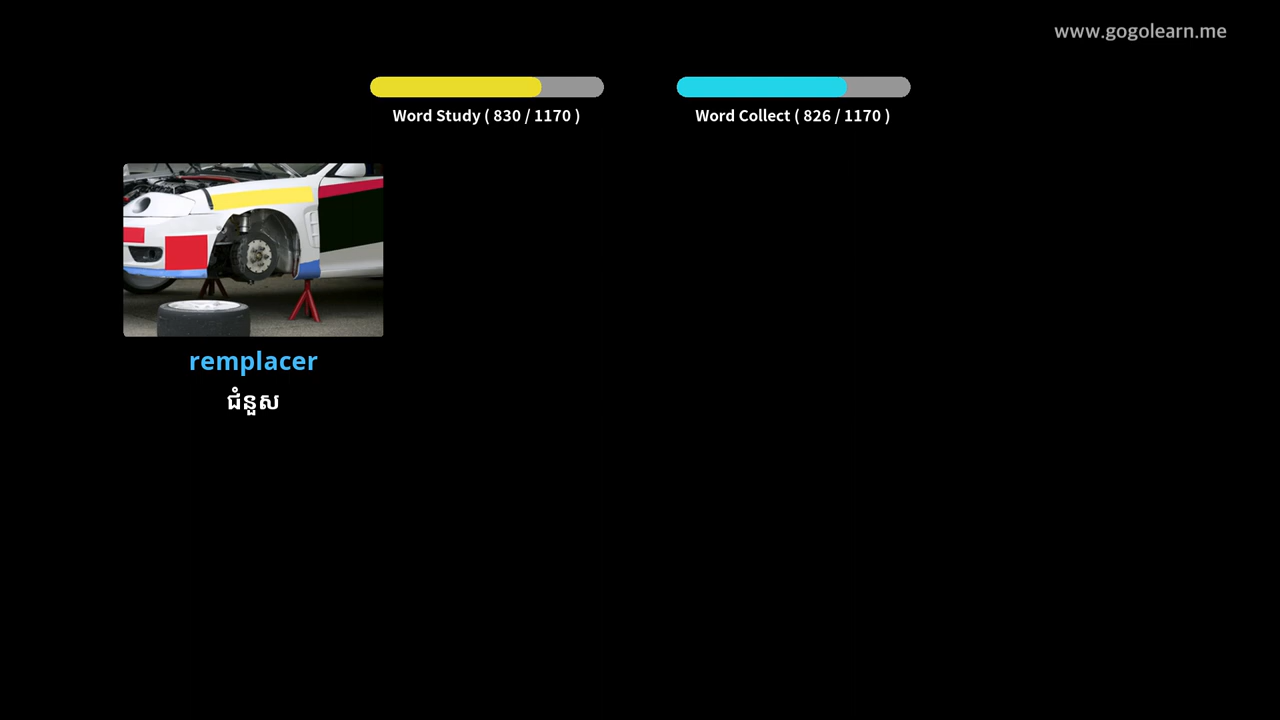 www.gogolearn.me
Word Study ( 830 / 1170 )
Word Collect ( 826 / 1170 )
remplacer
ជំនួស